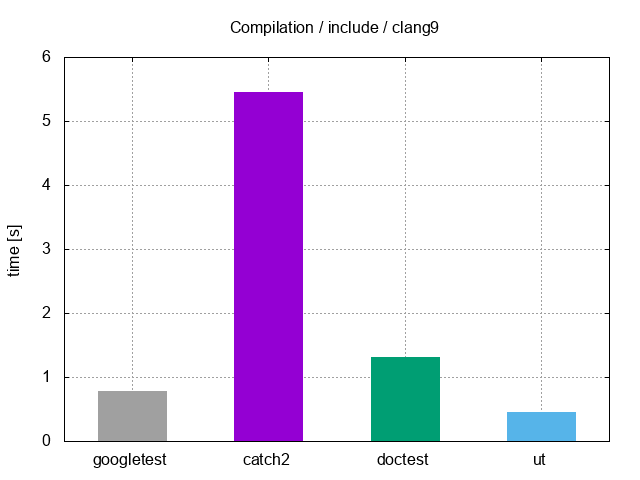 Compilation / include / clang9
6
5
4
3
2
1
0
time [s]
googletest
catch2
doctest
ut